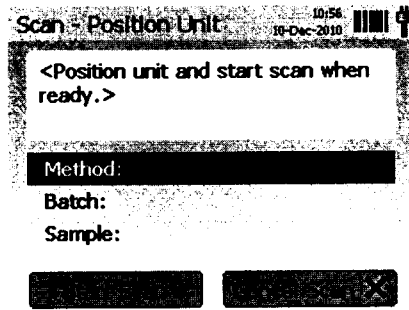 Scan - Position Unit
10:56
10-Dec-2010
<Position unit and start scan when
ready.>
Method:
Batch:
Sample: